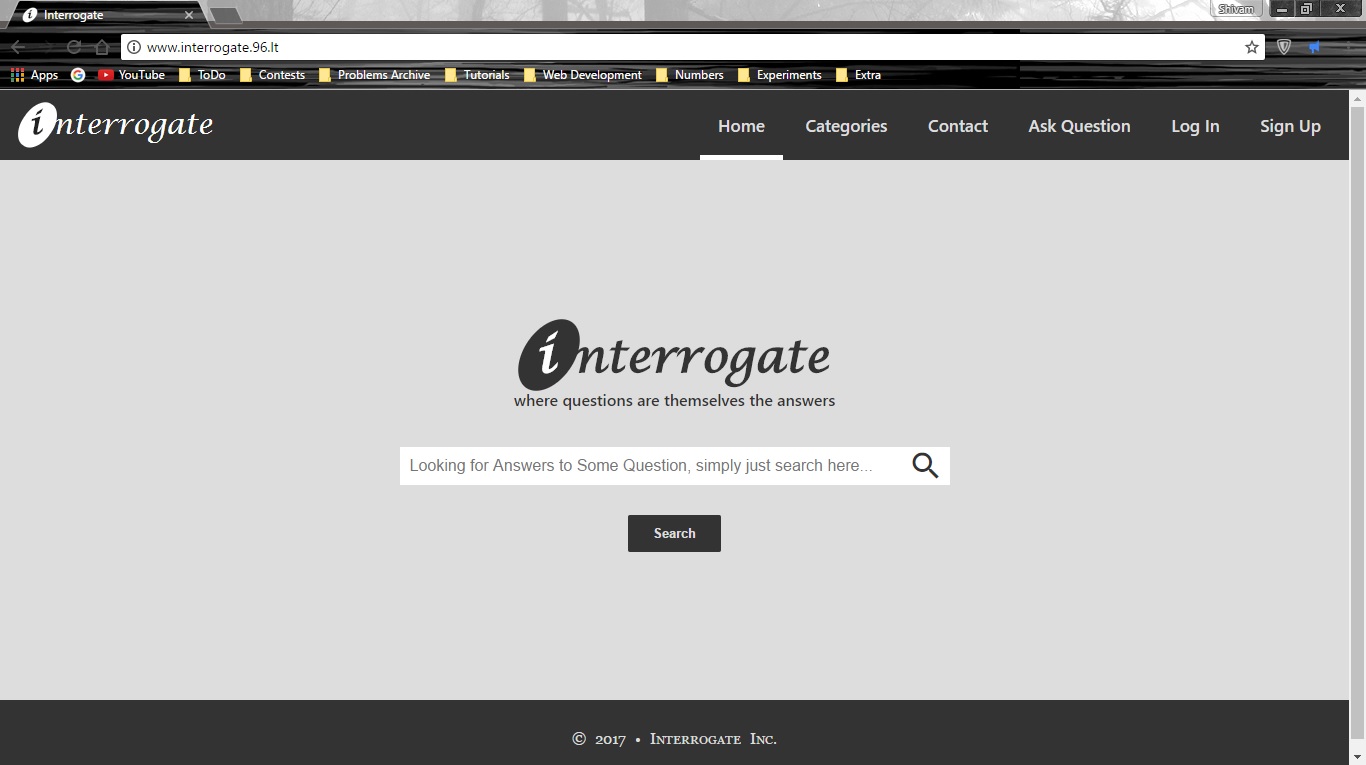 Interrogate
Shivam
www.interrogate.96.lt
Apps YouTube ToDo Contests Problems Archive Tutorials Web Development Numbers Experiments Extra
interrogate Home Categories Contact Ask Question Log In Sign Up
interrogate
where questions are themselves the answers
Looking for Answers to Some Question, simply just search here...
Search
© 2017 • Interrogate Inc.